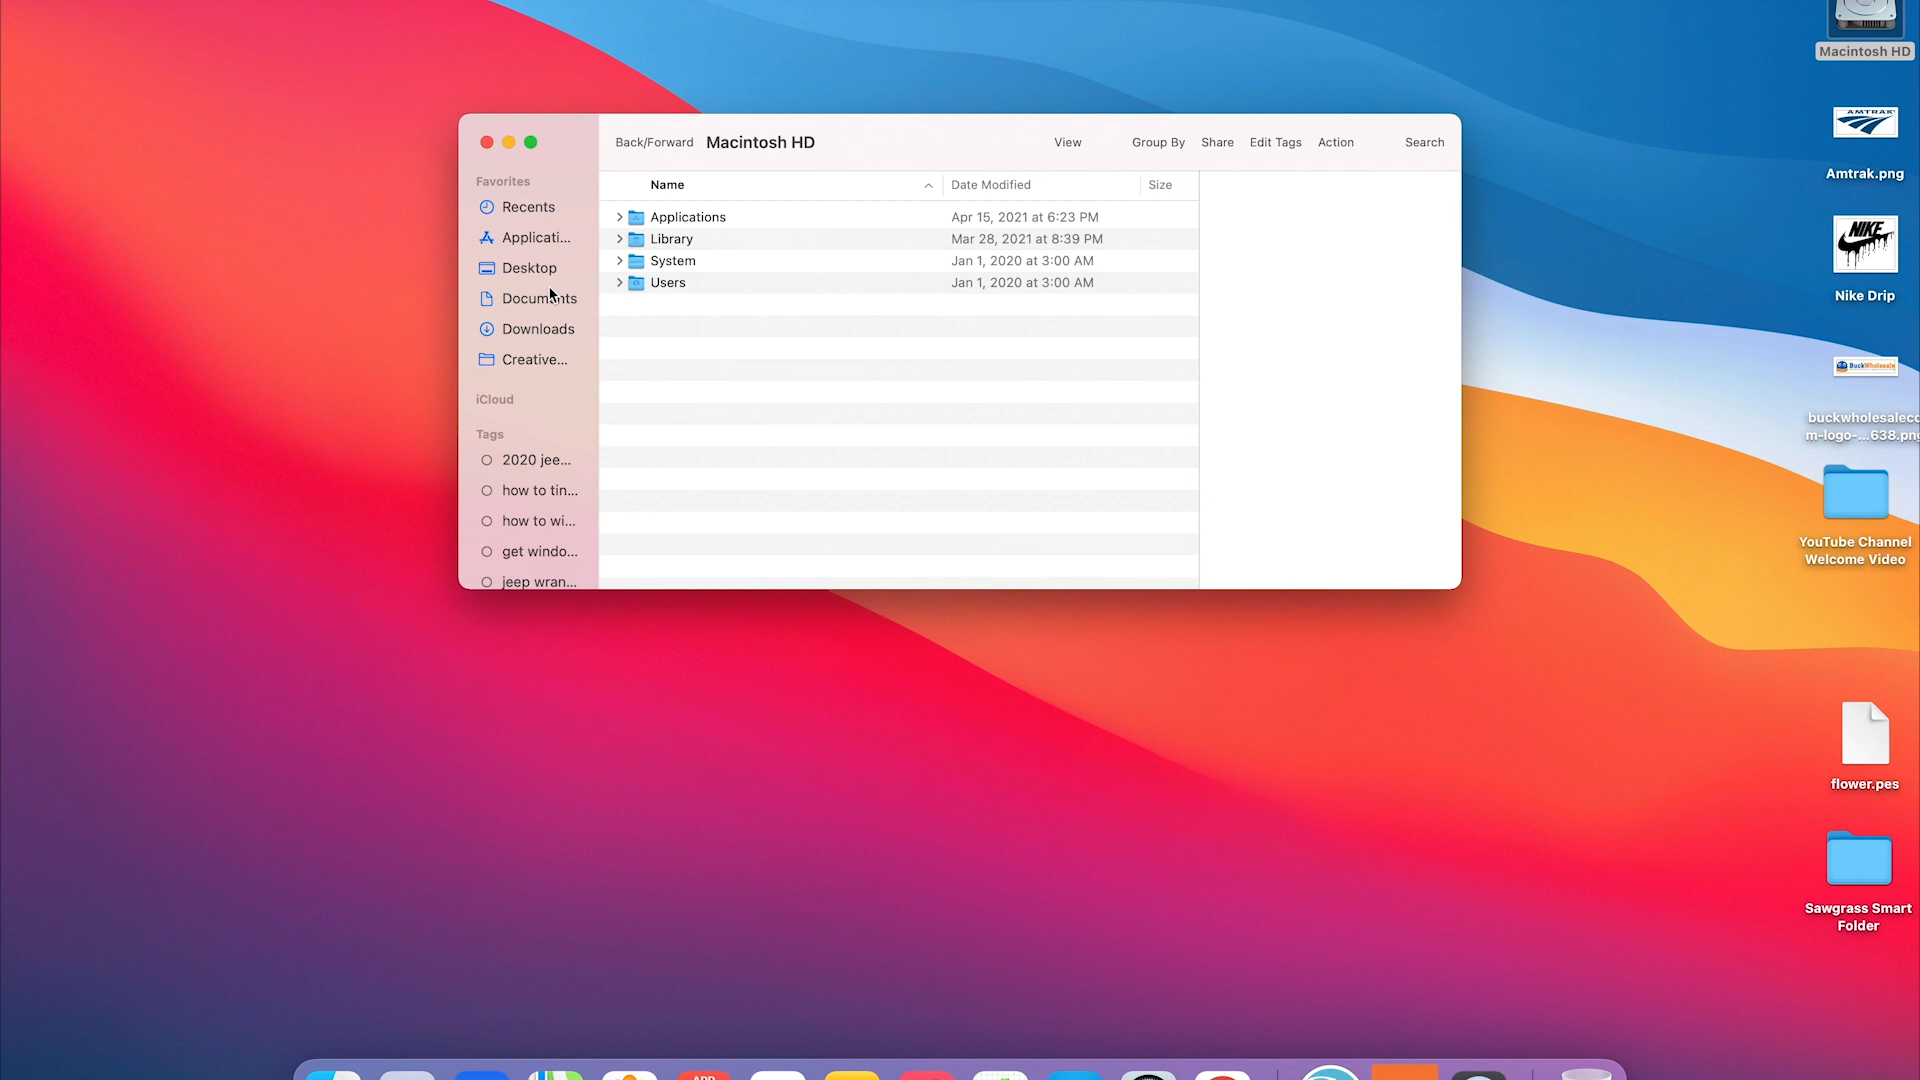 Macintosh HD
AMTRAK
Amtrak.png
NIKE
Nike Drip
BuckWholesale
buckwholesalecc
m-logo-...638.png
YouTube Channel
Welcome Video
flower.pes
Sawgrass Smart
Folder
Back/Forward Macintosh HD View Group By Share Edit Tags Action Search
Favorites
Recents
Applicati...
Desktop
Documents
Downloads
Creative...
iCloud
Tags
2020 jee...
how to tin...
how to wi...
get windo...
jeep wran...
Name Date Modified Size
Applications Apr 15, 2021 at 6:23 PM
Library Mar 28, 2021 at 8:39 PM
System Jan 1, 2020 at 3:00 AM
Users Jan 1, 2020 at 3:00 AM